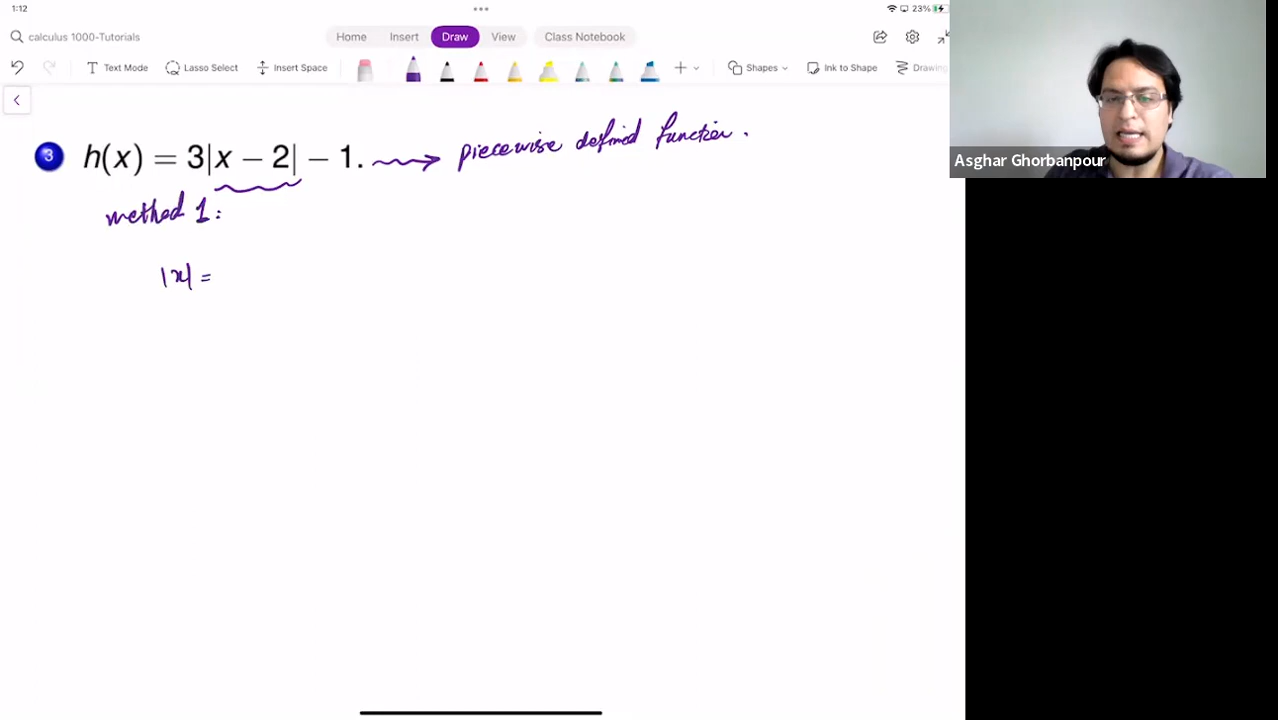 1:12
23%
calculus 1000-Tutorials
Home Insert Draw View Class Notebook
Text Mode Lasso Select Insert Space Shapes Ink to Shape Drawing
3 h(x) = 3|x − 2| − 1. piecewise defined function.
method 1:
|x| =
Asghar Ghorbanpour